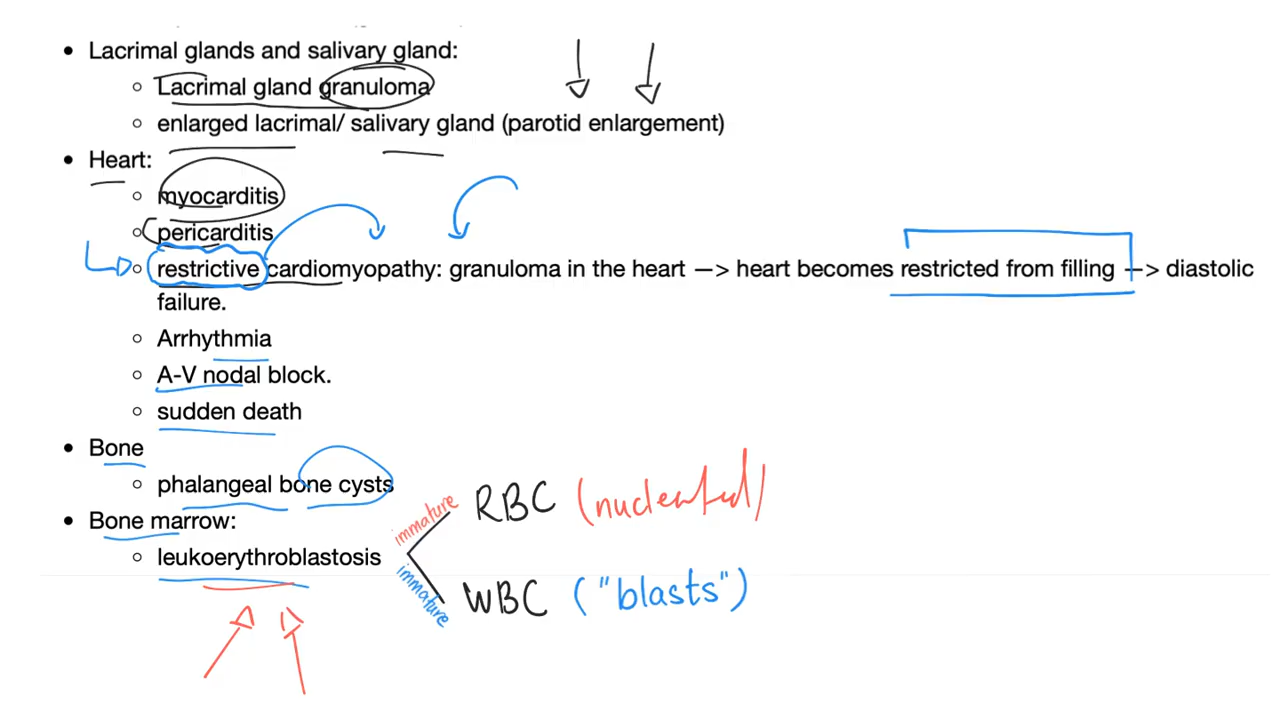 • Lacrimal glands and salivary gland:
○ Lacrimal gland granuloma
○ enlarged lacrimal/ salivary gland (parotid enlargement)
• Heart:
○ myocarditis
○ pericarditis
○ restrictive cardiomyopathy: granuloma in the heart —> heart becomes restricted from filling —> diastolic
failure.
○ Arrhythmia
○ A-V nodal block.
○ sudden death
• Bone
○ phalangeal bone cysts
• Bone marrow:
○ leukoerythroblastosis
immature RBC (nucleated)
immature WBC ("blasts")